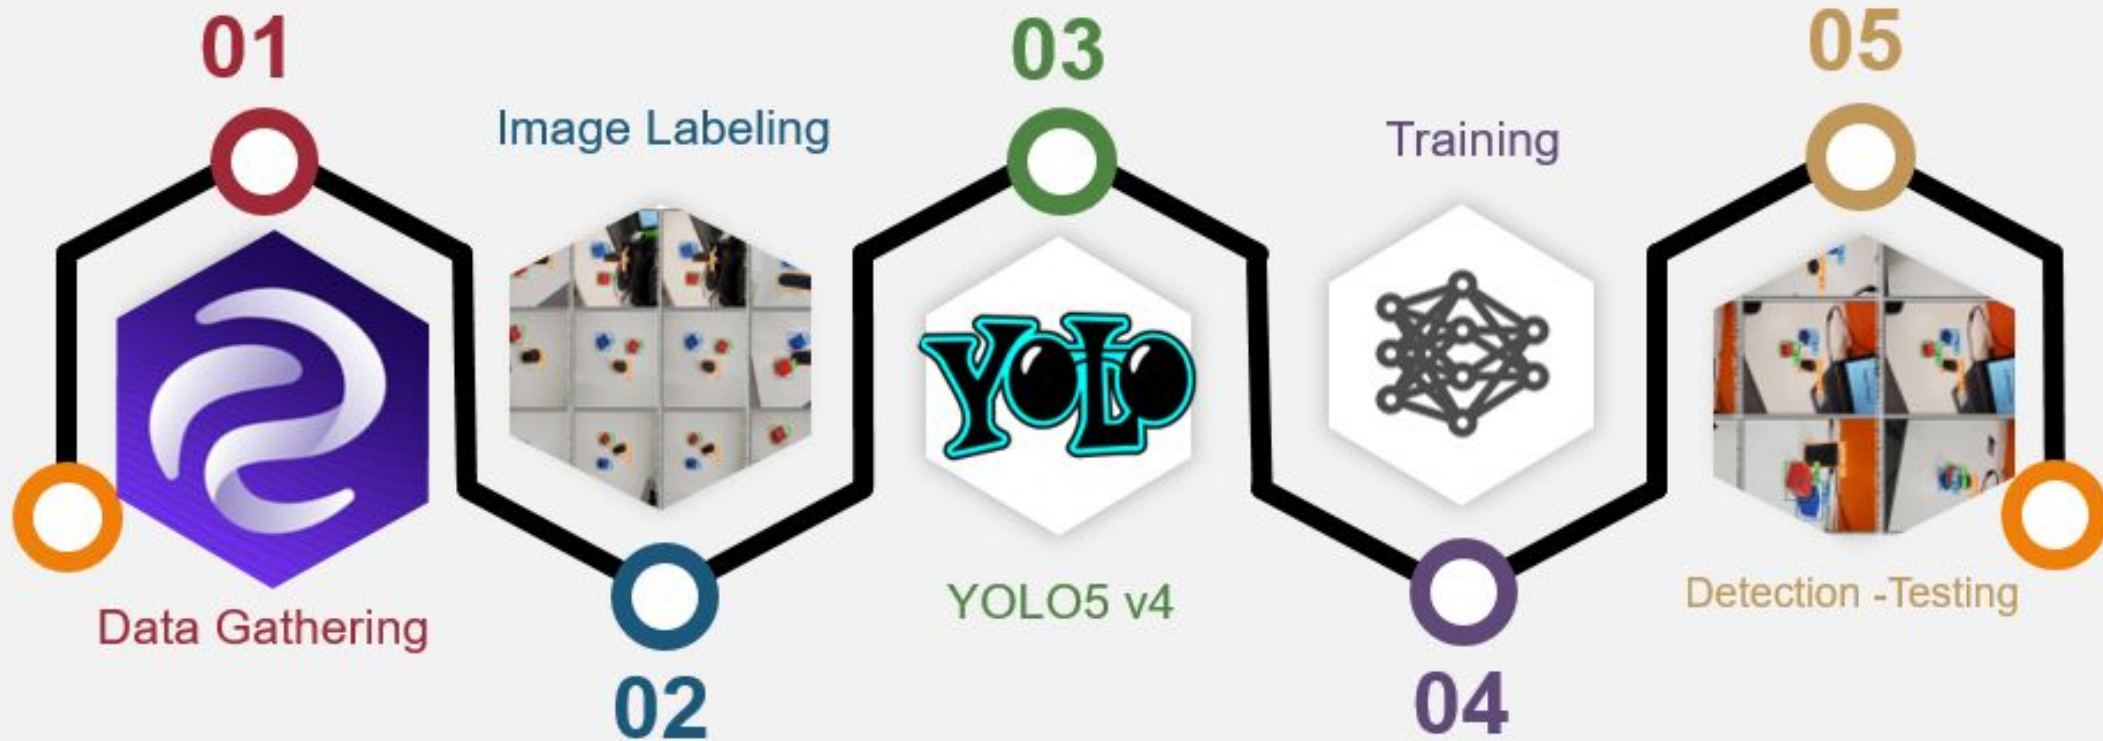 01
Data Gathering
Image Labeling
02
03
YOLO
YOLO5 v4
Training
04
05
Detection -Testing